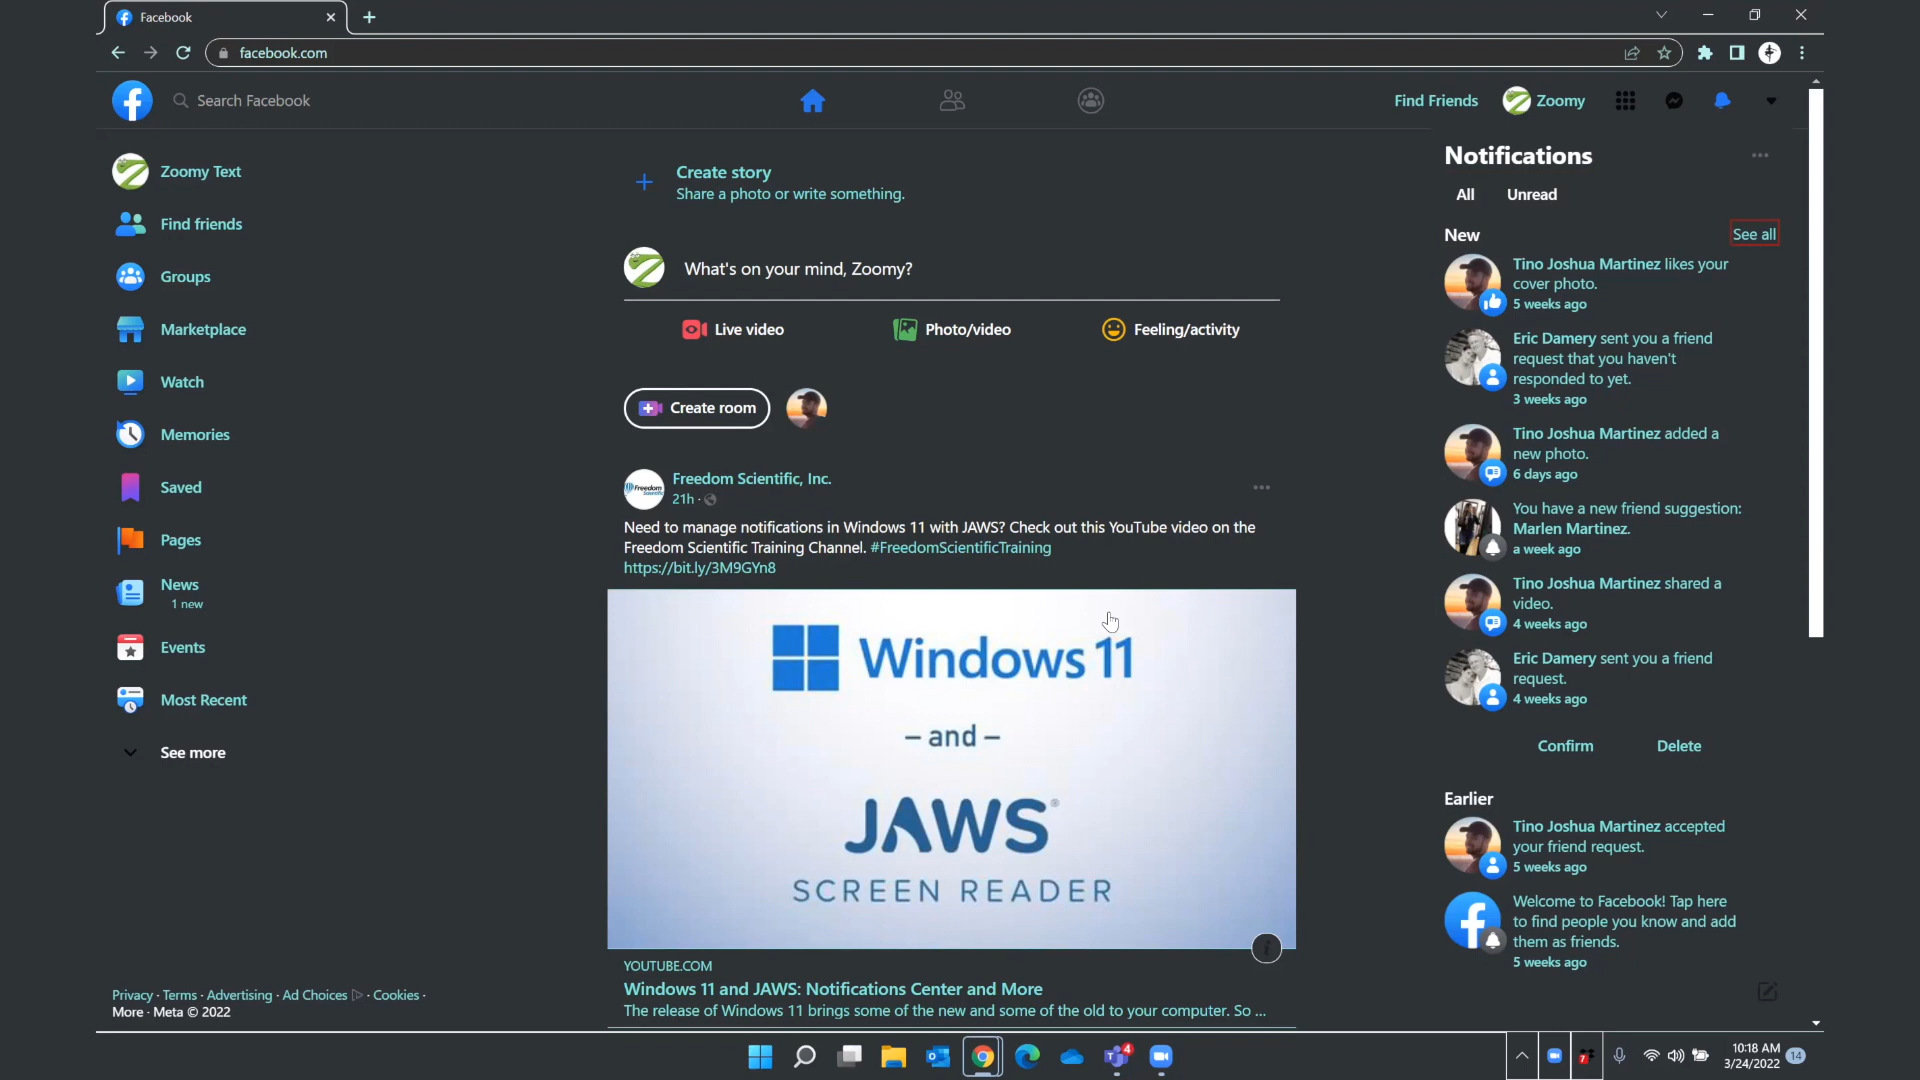 Facebook
facebook.com
Search Facebook
Find Friends
Zoomy
Zoomy Text
Find friends
Groups
Marketplace
Watch
Memories
Saved
Pages
News
1 new
Events
Most Recent
See more
Privacy · Terms · Advertising · Ad Choices · Cookies ·
More · Meta © 2022
Create story
Share a photo or write something.
What's on your mind, Zoomy?
Live video
Photo/video
Feeling/activity
Create room
Freedom Scientific, Inc.
21h ·
Need to manage notifications in Windows 11 with JAWS? Check out this YouTube video on the
Freedom Scientific Training Channel. #FreedomScientificTraining
https://bit.ly/3M9GYn8
Windows 11
– and –
JAWS®
SCREEN READER
YOUTUBE.COM
Windows 11 and JAWS: Notifications Center and More
The release of Windows 11 brings some of the new and some of the old to your computer. So ...
Notifications
All
Unread
New
See all
Tino Joshua Martinez likes your
cover photo.
5 weeks ago
Eric Damery sent you a friend
request that you haven't
responded to yet.
3 weeks ago
Tino Joshua Martinez added a
new photo.
6 days ago
You have a new friend suggestion:
Marlen Martinez.
a week ago
Tino Joshua Martinez shared a
video.
4 weeks ago
Eric Damery sent you a friend
request.
4 weeks ago
Confirm
Delete
Earlier
Tino Joshua Martinez accepted
your friend request.
5 weeks ago
Welcome to Facebook! Tap here
to find people you know and add
them as friends.
5 weeks ago
4
7
10:18 AM
3/24/2022
14